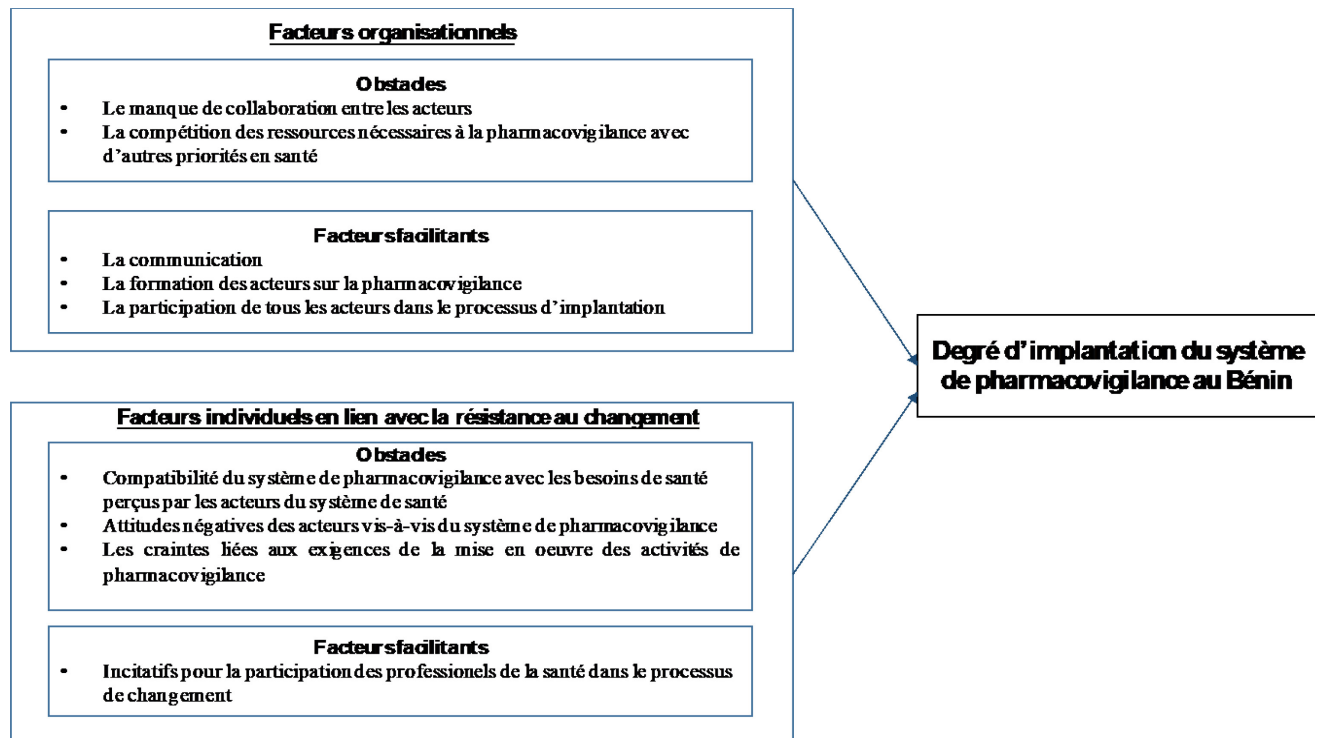 Facteurs organisationnels
Obstacles
• Le manque de collaboration entre les acteurs
• La compétition des ressources nécessaires à la pharmacovigilance avec
d'autres priorités en santé
Facteurs facilitants
• La communication
• La formation des acteurs sur la pharmacovigilance
• La participation de tous les acteurs dans le processus d'implantation
Degré d'implantation du système
de pharmacovigilance au Bénin
Facteurs individuels en lien avec la résistance au changement
Obstacles
• Compatibilité du système de pharmacovigilance avec les besoins de santé
perçus par les acteurs du système de santé
• Attitudes négatives des acteurs vis-à-vis du système de pharmacovigilance
• Les craintes liées aux exigences de la mise en oeuvre des activités de
pharmacovigilance
Facteurs facilitants
• Incitatifs pour la participation des professionels de la santé dans le processus
de changement